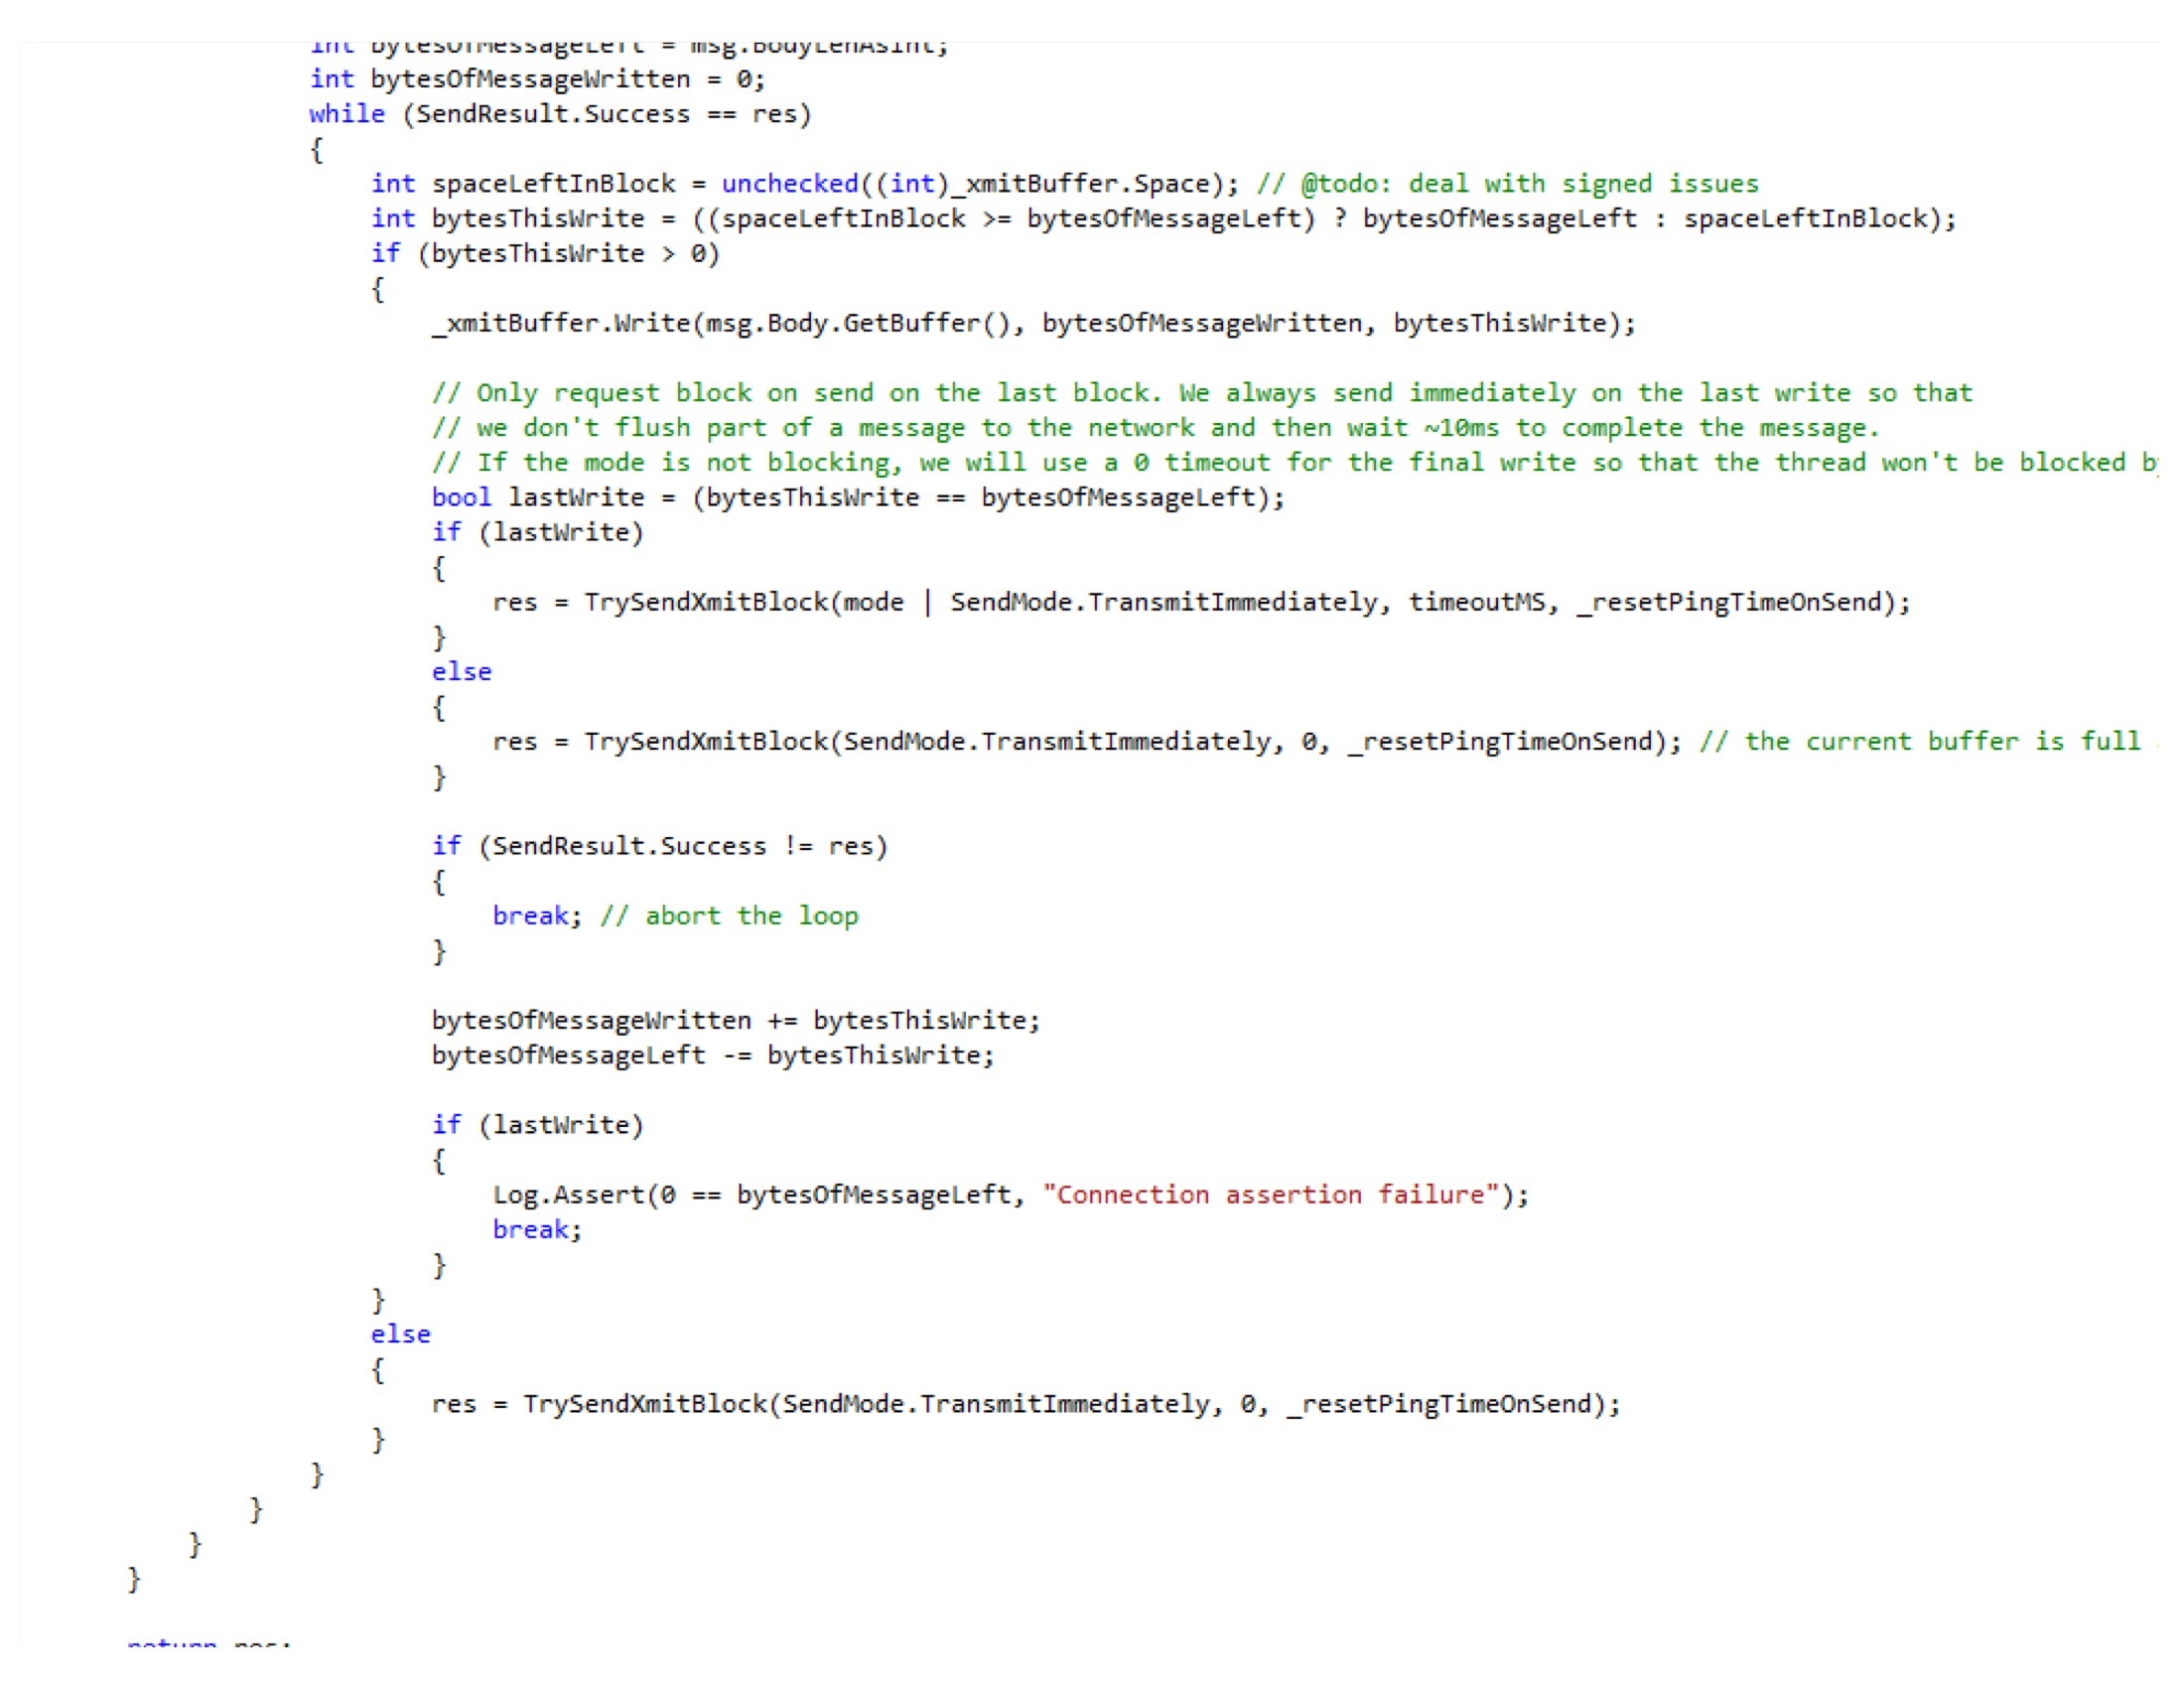 int bytesOfMessageLeft = msg.BodyLenAsInt;
int bytesOfMessageWritten = 0;
while (SendResult.Success == res)
{
int spaceLeftInBlock = unchecked((int)_xmitBuffer.Space); // @todo: deal with signed issues
int bytesThisWrite = ((spaceLeftInBlock >= bytesOfMessageLeft) ? bytesOfMessageLeft : spaceLeftInBlock);
if (bytesThisWrite > 0)
{
_xmitBuffer.Write(msg.Body.GetBuffer(), bytesOfMessageWritten, bytesThisWrite);
// Only request block on send on the last block. We always send immediately on the last write so that
// we don't flush part of a message to the network and then wait ~10ms to complete the message.
// If the mode is not blocking, we will use a 0 timeout for the final write so that the thread won't be blocked
bool lastWrite = (bytesThisWrite == bytesOfMessageLeft);
if (lastWrite)
{
res = TrySendXmitBlock(mode | SendMode.TransmitImmediately, timeoutMS, _resetPingTimeOnSend);
}
else
{
res = TrySendXmitBlock(SendMode.TransmitImmediately, 0, _resetPingTimeOnSend); // the current buffer is full
}
if (SendResult.Success != res)
{
break; // abort the loop
}
bytesOfMessageWritten += bytesThisWrite;
bytesOfMessageLeft -= bytesThisWrite;
if (lastWrite)
{
Log.Assert(0 == bytesOfMessageLeft, "Connection assertion failure");
break;
}
}
else
{
res = TrySendXmitBlock(SendMode.TransmitImmediately, 0, _resetPingTimeOnSend);
}
}
}
}
}
return res;